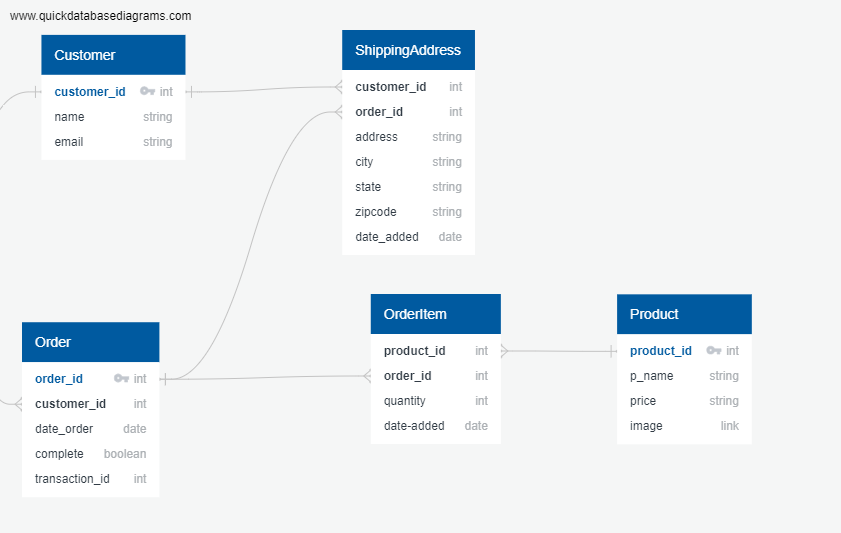 www.quickdatabasediagrams.com
Customer
customer_id int
name string
email string
ShippingAddress
customer_id int
order_id int
address string
city string
state string
zipcode string
date_added date
Order
order_id int
customer_id int
date_order date
complete boolean
transaction_id int
OrderItem
product_id int
order_id int
quantity int
date-added date
Product
product_id int
p_name string
price string
image link